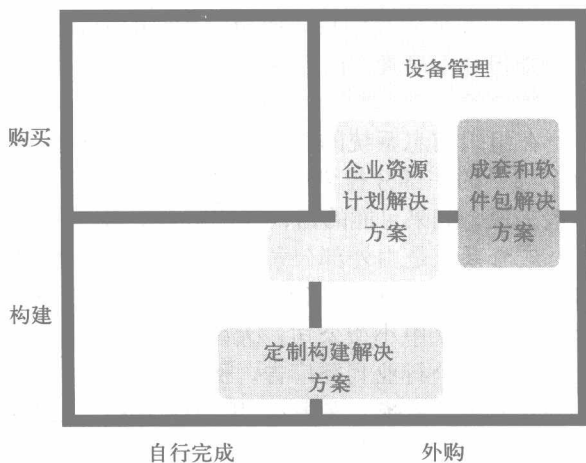 设备管理
购买
企业资源
计划解决
方案
成套和软
件包解决
方案
构建
定制构建解决
方案
自行完成
外购